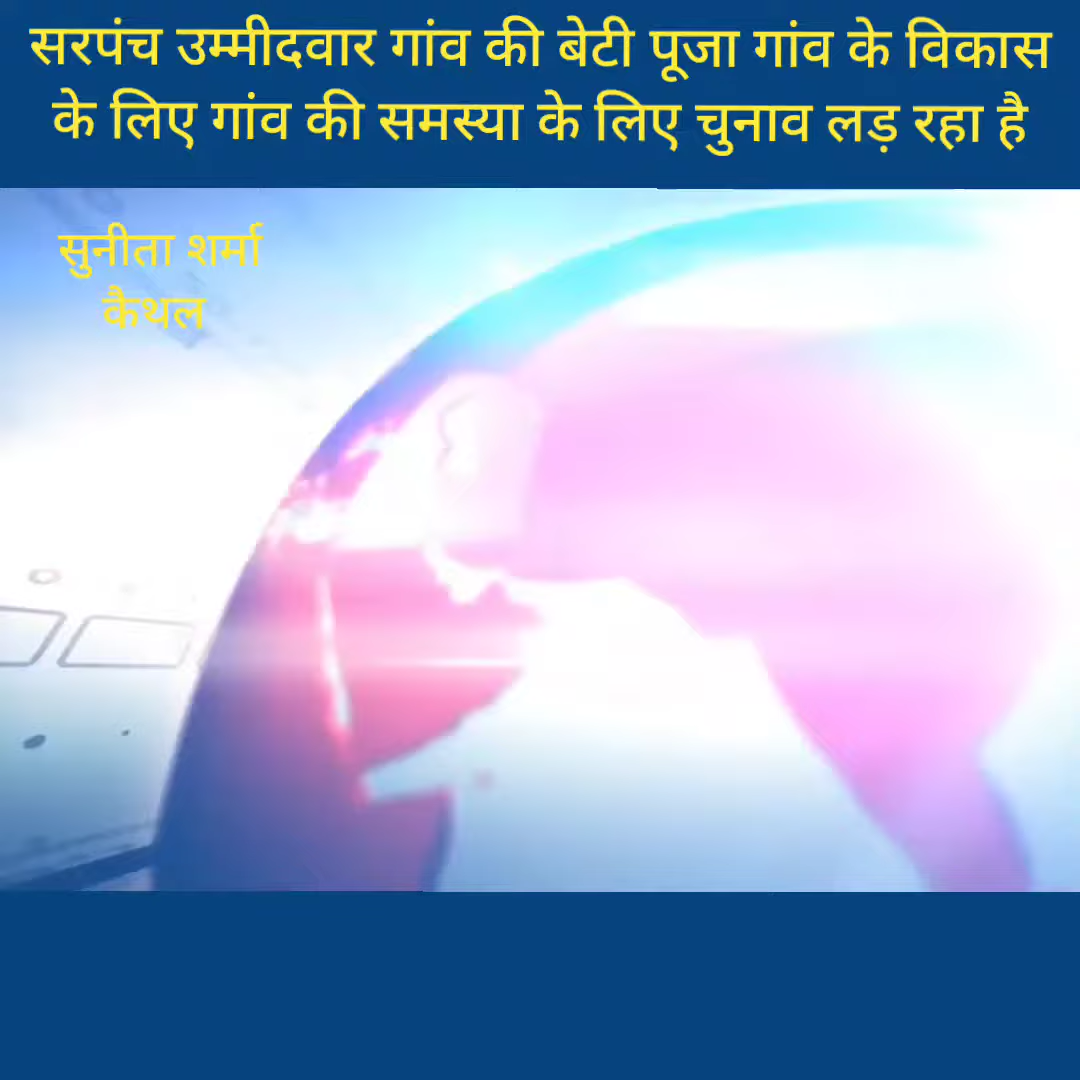 सरपंच उम्मीदवार गांव की बेटी पूजा गांव के विकास
के लिए गांव की समस्या के लिए चुनाव लड़ रहा है
सुनीता शर्मा
कैथल